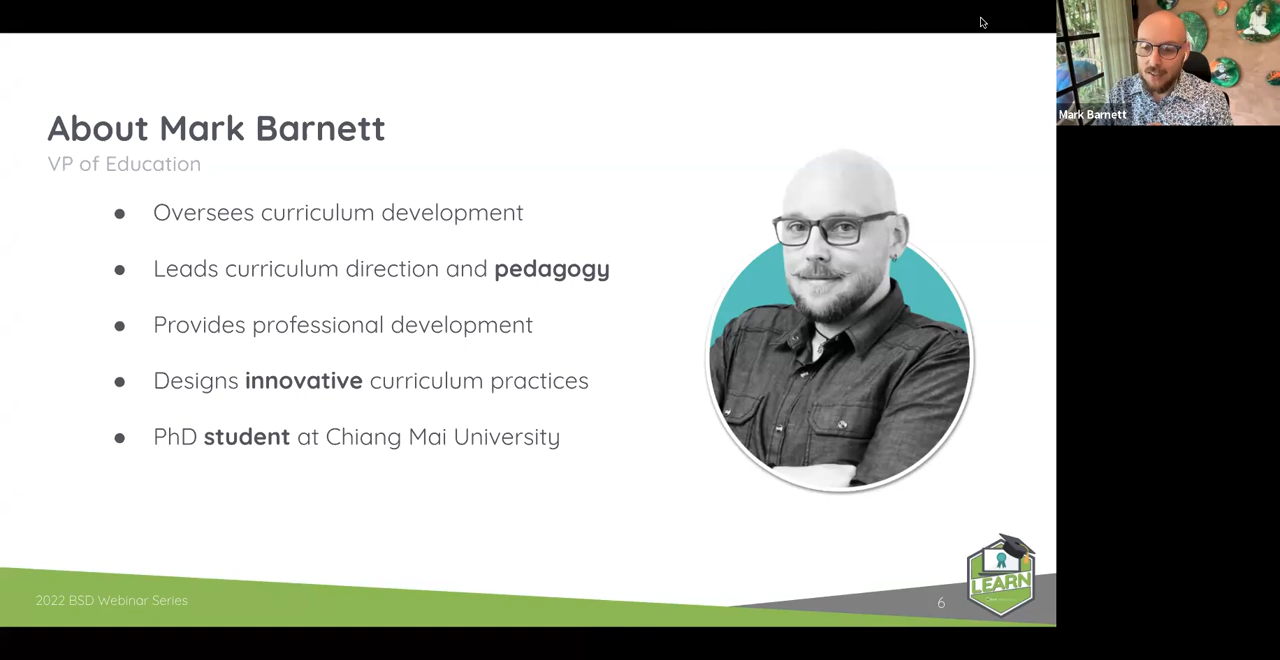 About Mark Barnett
VP of Education
● Oversees curriculum development
● Leads curriculum direction and pedagogy
● Provides professional development
● Designs innovative curriculum practices
● PhD student at Chiang Mai University
2022 BSD Webinar Series
6
LEARN
Mark Barnett